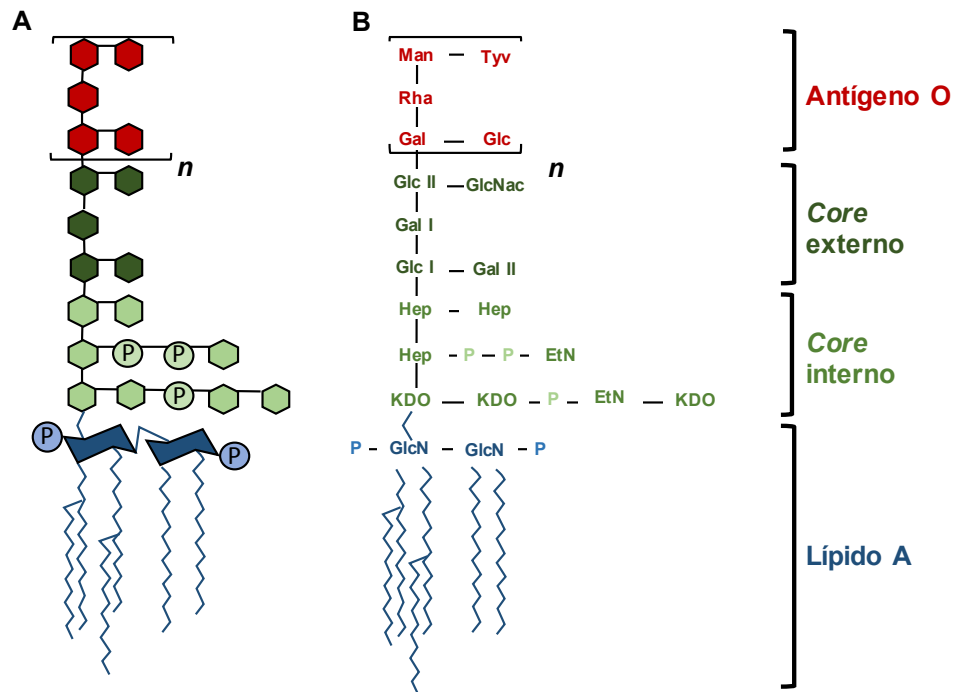 A
P
P
P
P
P
n
B
Man – Tyv
Rha
Gal – Glc
n
Glc II – GlcNac
Gal I
Glc I – Gal II
Hep – Hep
Hep – P – P – EtN
KDO – KDO – P – EtN – KDO
P – GlcN – GlcN – P
Antígeno O
Core
externo
Core
interno
Lípido A